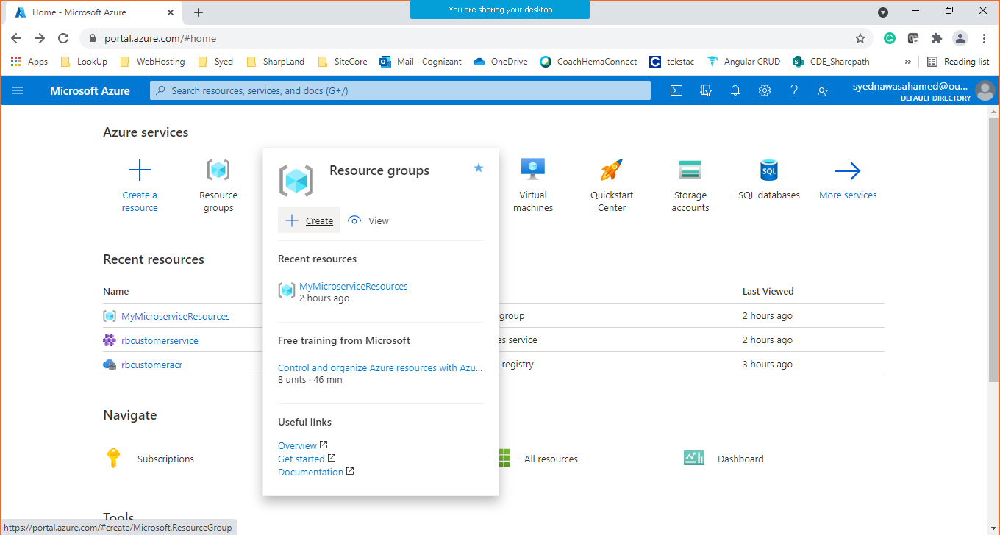 Home - Microsoft Azure
You are sharing your desktop
portal.azure.com/#home
Apps
LookUp
WebHosting
Syed
SharpLand
SiteCore
Mail - Cognizant
OneDrive
CoachHemaConnect
tekstac
Angular CRUD
CDE_Sharepath
»
Reading list
Microsoft Azure
Search resources, services, and docs (G+/)
syednawasahamed@ou...
DEFAULT DIRECTORY
Azure services
Create a
resource
Resource
groups
Resource groups
Create
View
Recent resources
MyMicroserviceResources
2 hours ago
Free training from Microsoft
Control and organize Azure resources with Azu...
8 units · 46 min
Useful links
Overview
Get started
Documentation
Virtual
machines
Quickstart
Center
Storage
accounts
SQL
SQL databases
More services
Recent resources
Name
Last Viewed
MyMicroserviceResources
group
2 hours ago
rbcustomerservice
es service
2 hours ago
rbcustomeracr
registry
3 hours ago
Navigate
Subscriptions
All resources
Dashboard
Tools
https://portal.azure.com/#create/Microsoft.ResourceGroup